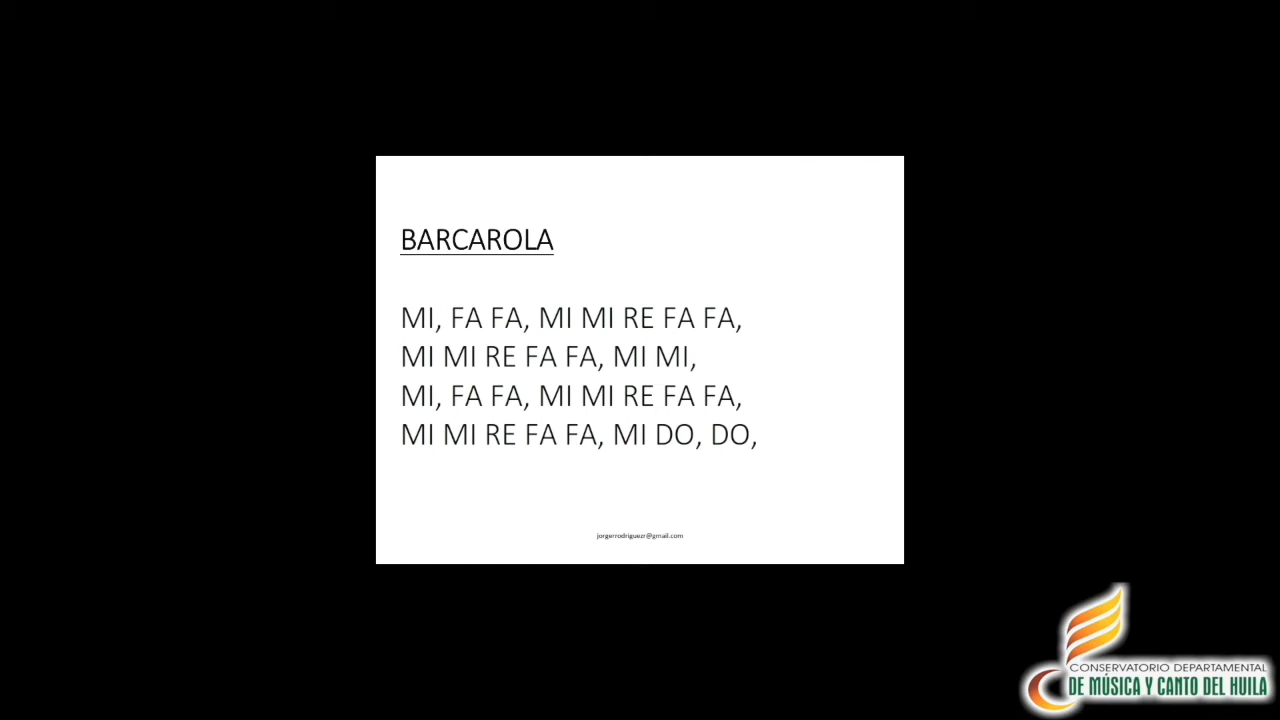 BARCAROLA
MI, FA FA, MI MI RE FA FA,
MI MI RE FA FA, MI MI,
MI, FA FA, MI MI RE FA FA,
MI MI RE FA FA, MI DO, DO,
jorgerrodriguezr@gmail.com
CONSERVATORIO DEPARTAMENTAL
DE MÚSICA Y CANTO DEL HUILA